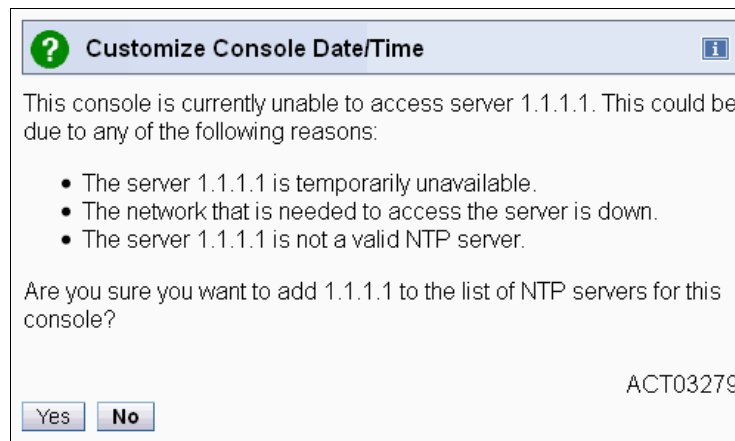 Customize Console Date/Time
This console is currently unable to access server 1.1.1.1. This could be
due to any of the following reasons:
• The server 1.1.1.1 is temporarily unavailable.
• The network that is needed to access the server is down.
• The server 1.1.1.1 is not a valid NTP server.
Are you sure you want to add 1.1.1.1 to the list of NTP servers for this
console?
ACT03279
Yes No